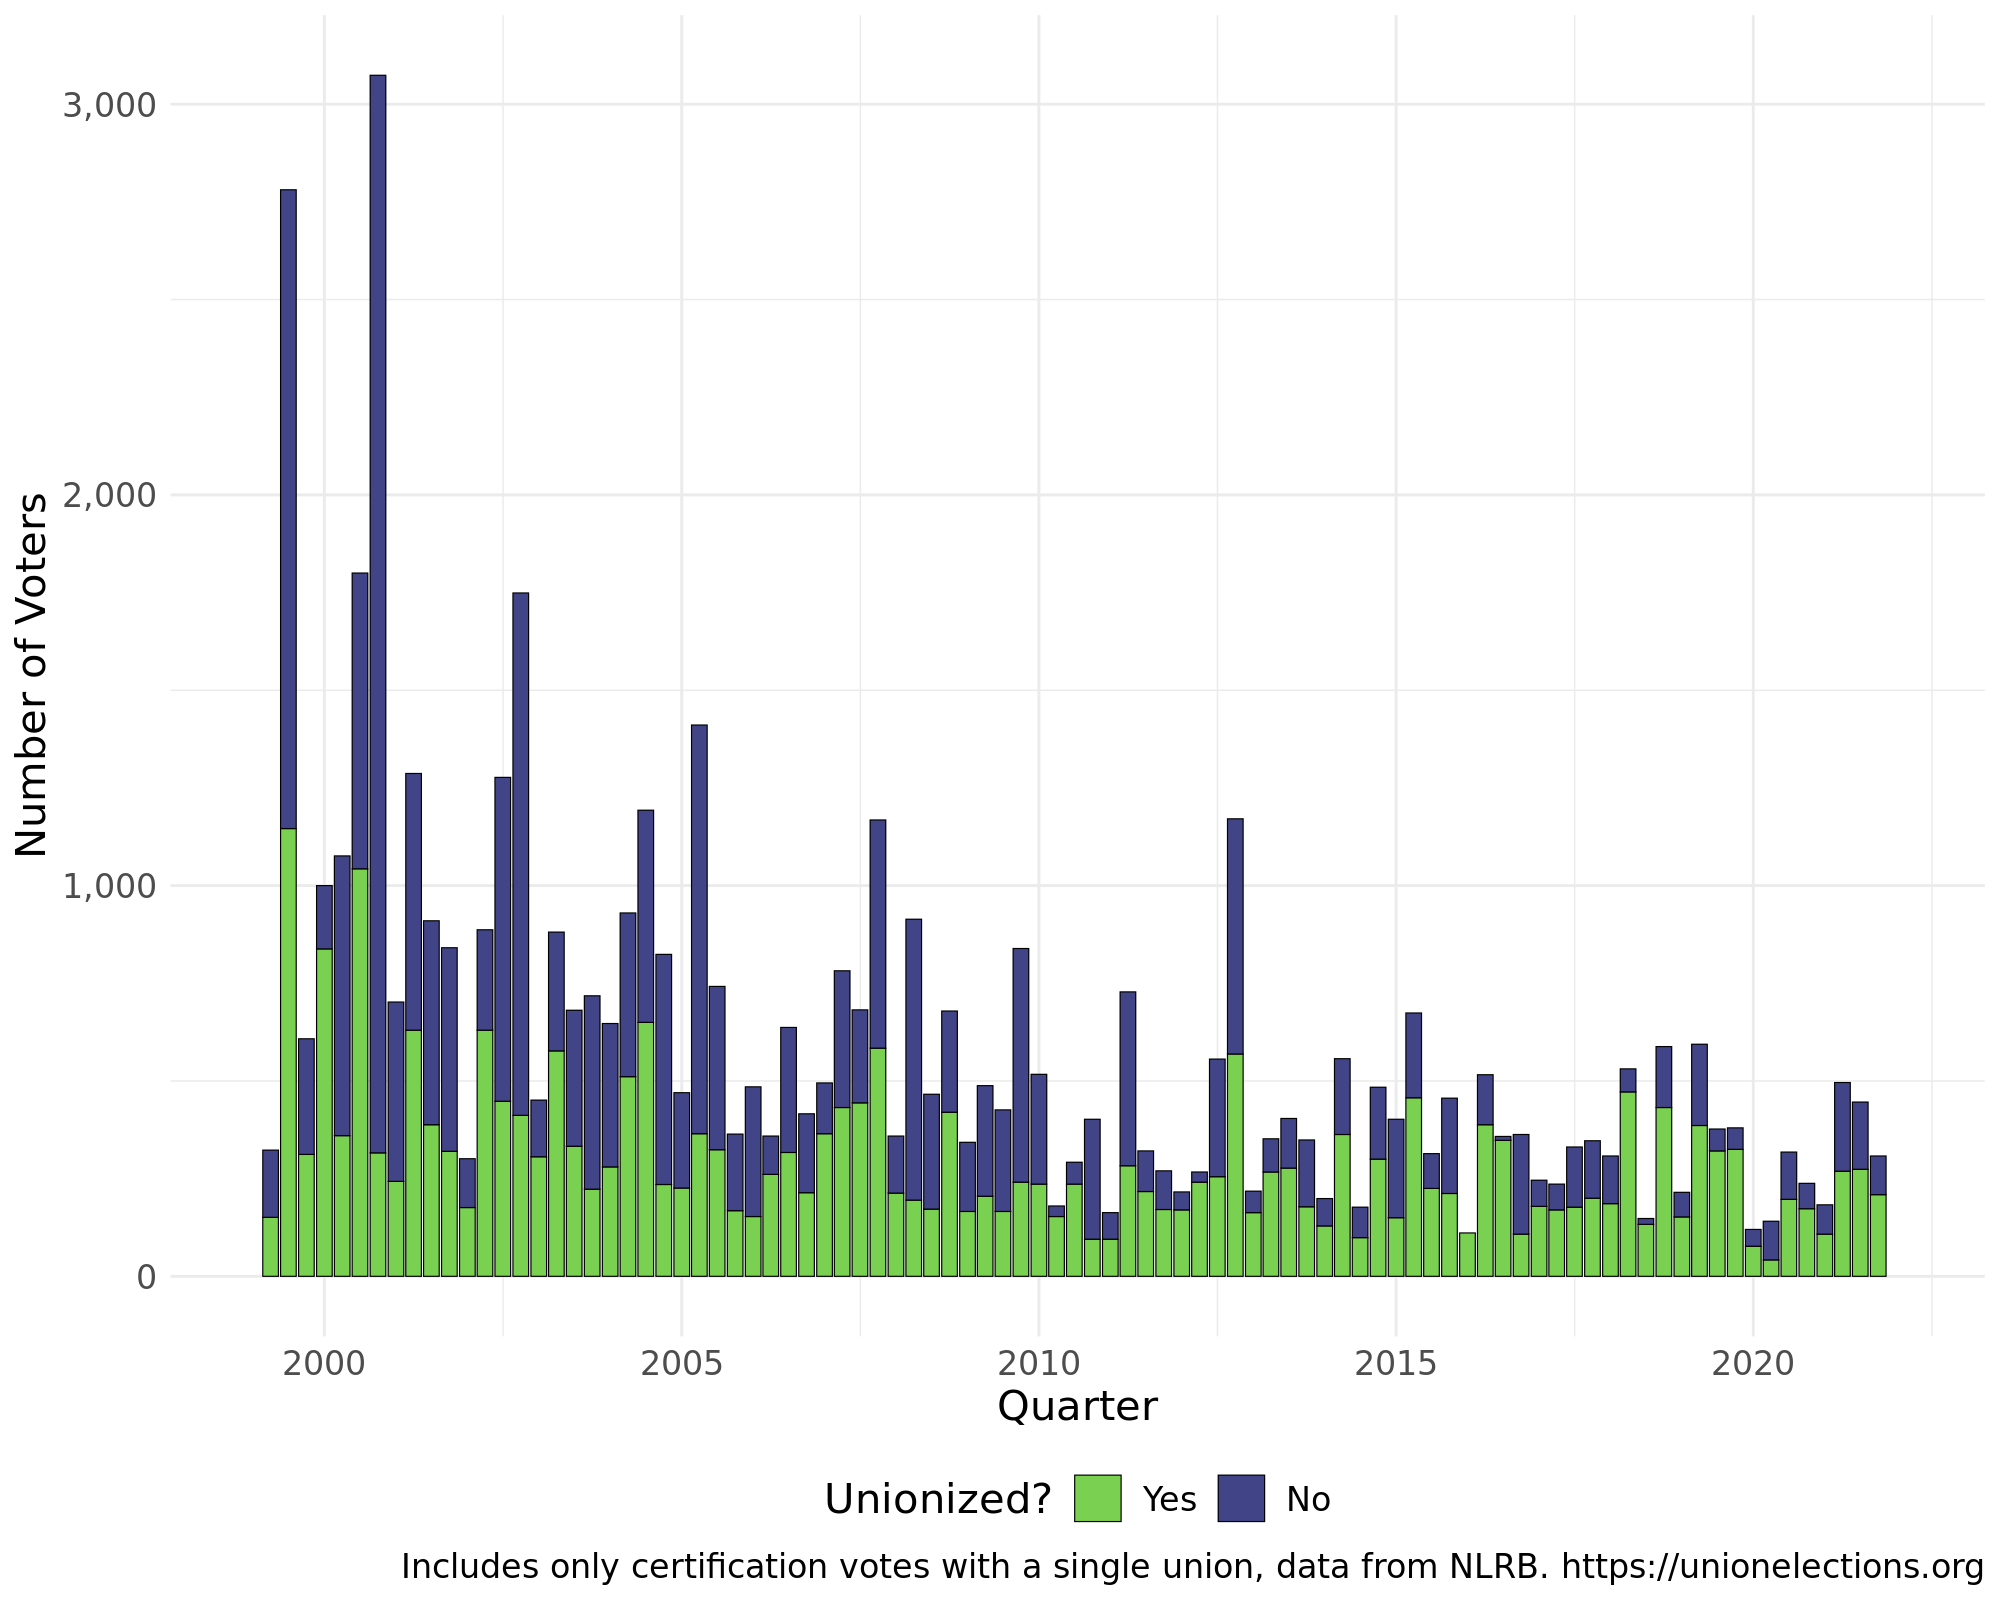 3,000
2,000
1,000
0
Number of Voters
2000 2005 2010 2015 2020
Quarter
Unionized? Yes No
Includes only certification votes with a single union, data from NLRB. https://unionelections.org